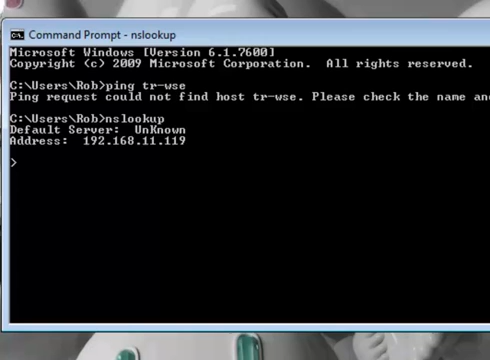 Command Prompt - nslookup
Microsoft Windows [Version 6.1.7600]
Copyright (c) 2009 Microsoft Corporation.  All rights reserved.
C:\Users\Rob>ping tr-wse
Ping request could not find host tr-wse. Please check the name an
C:\Users\Rob>nslookup
Default Server:  UnKnown
Address:  192.168.11.119
>